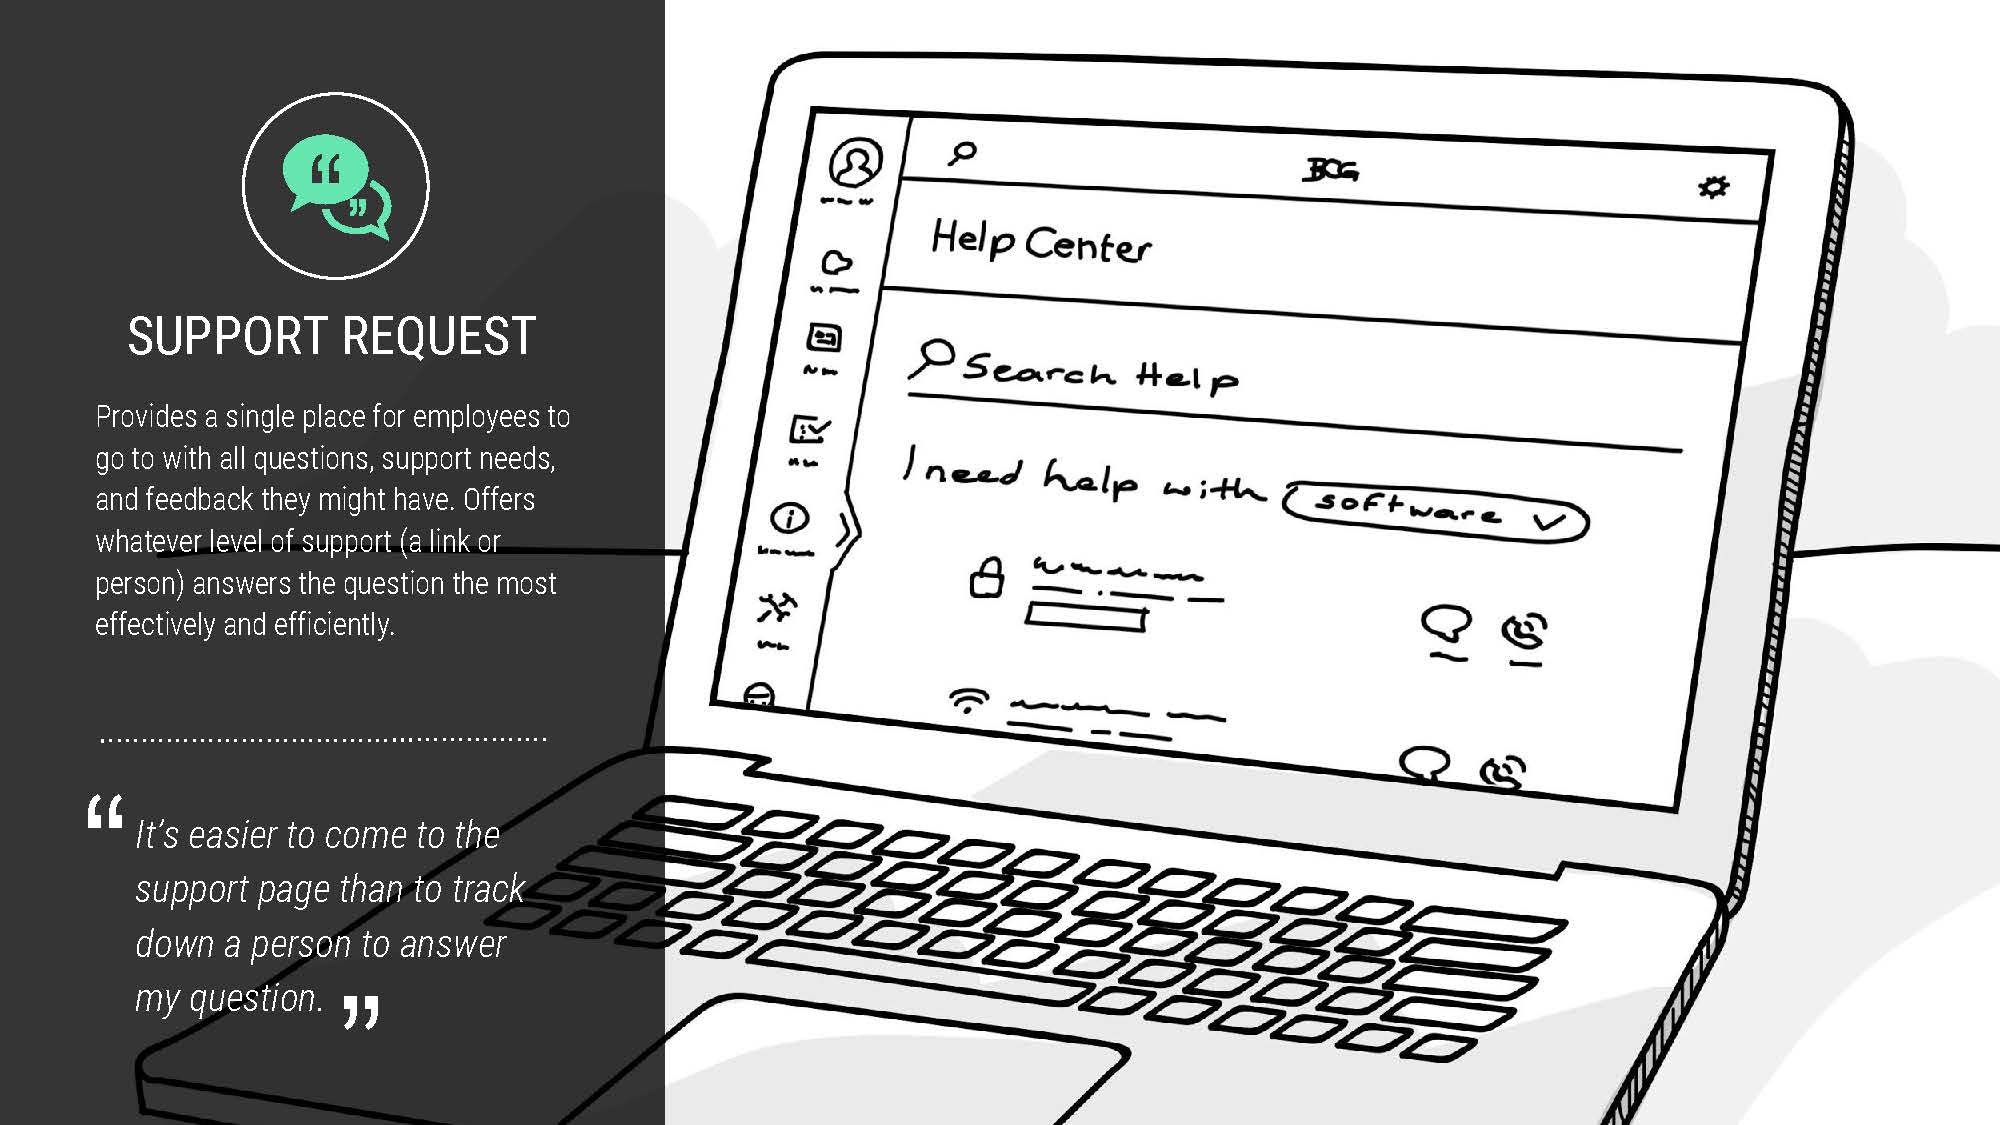 SUPPORT REQUEST
Provides a single place for employees to
go to with all questions, support needs,
and feedback they might have. Offers
whatever level of support (a link or
person) answers the question the most
effectively and efficiently.
“ It’s easier to come to the
support page than to track
down a person to answer
my question. ”
BCG
Help Center
Search Help
I need help with software